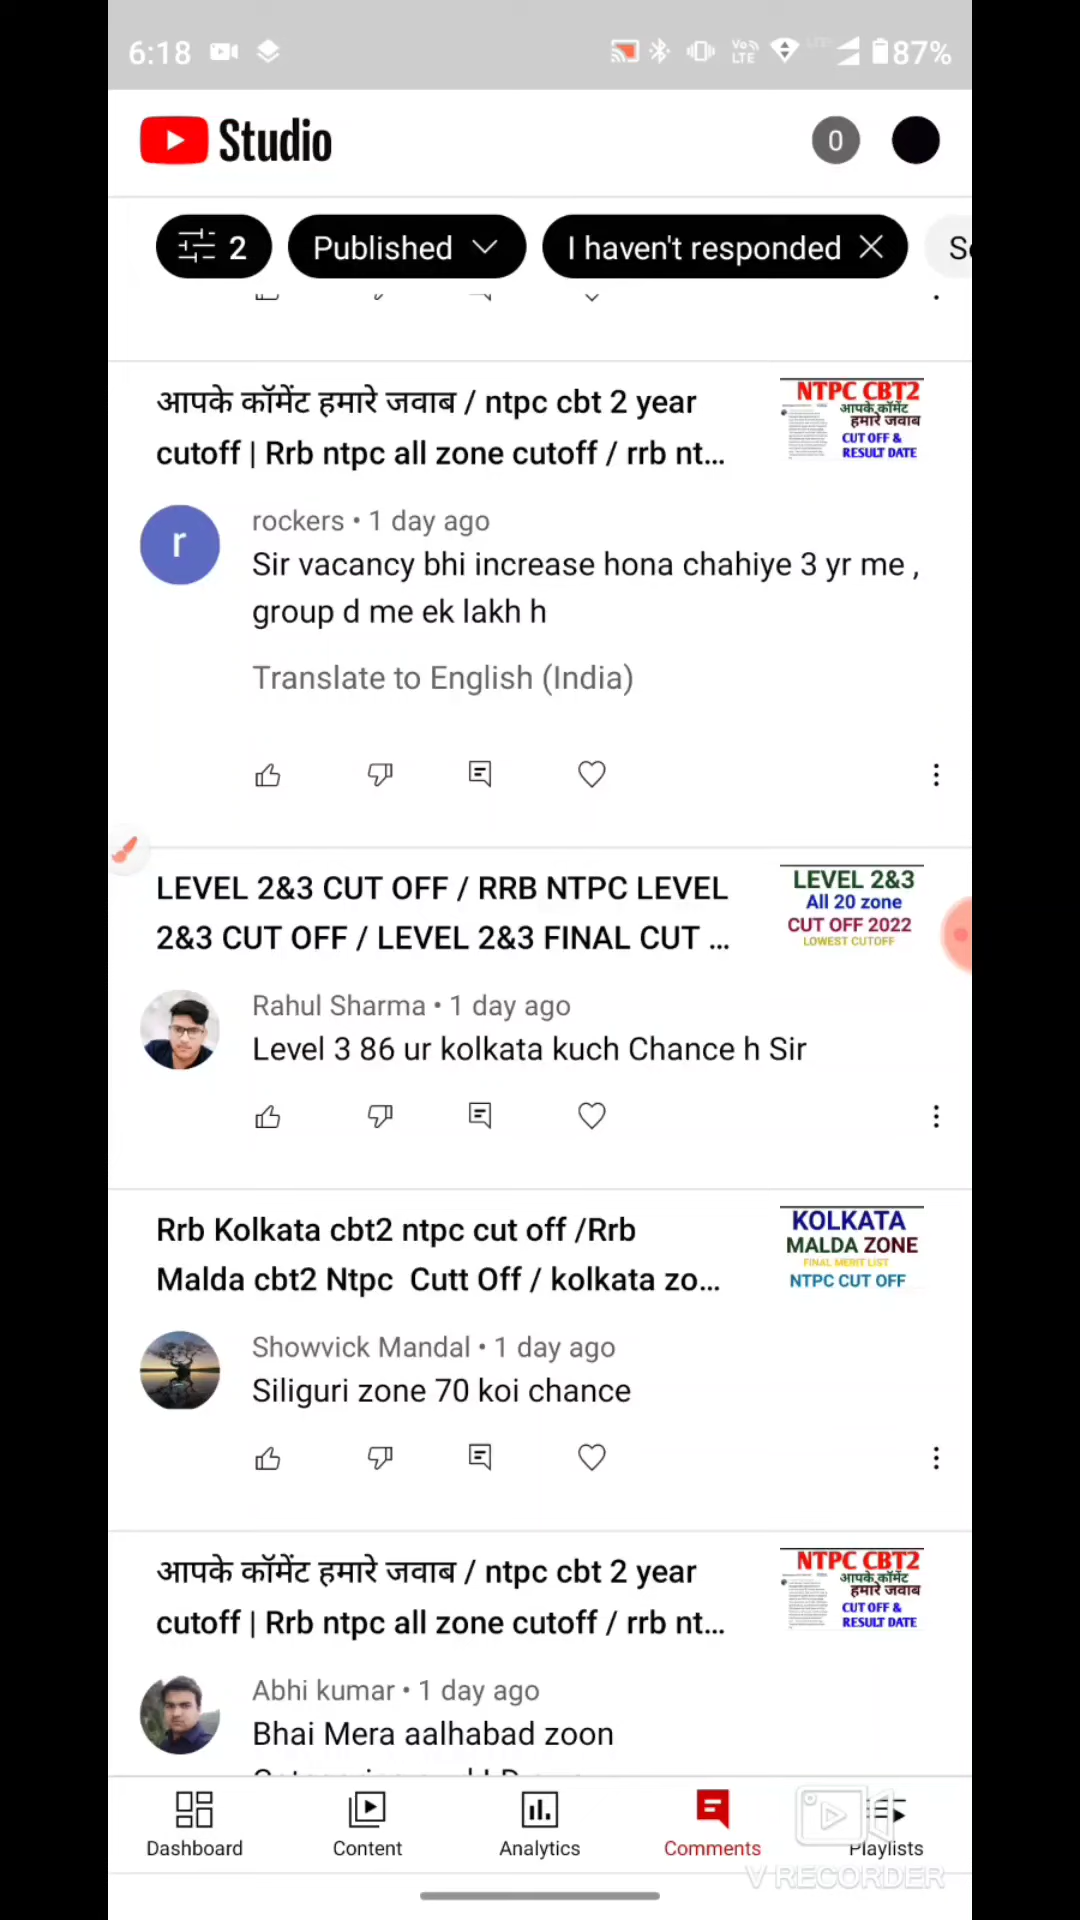 6:18
Vo))
LTE
87%
Studio
0
2
Published
I haven't responded
आपके कॉमेंट हमारे जवाब / ntpc cbt 2 year
cutoff | Rrb ntpc all zone cutoff / rrb nt...
NTPC CBT2
आपके कॉमेंट
हमारे जवाब
CUT OFF &
RESULT DATE
r
rockers • 1 day ago
Sir vacancy bhi increase hona chahiye 3 yr me ,
group d me ek lakh h
Translate to English (India)
LEVEL 2&3 CUT OFF / RRB NTPC LEVEL
2&3 CUT OFF / LEVEL 2&3 FINAL CUT ...
LEVEL 2&3
All 20 zone
CUT OFF 2022
LOWEST CUTOFF
Rahul Sharma • 1 day ago
Level 3 86 ur kolkata kuch Chance h Sir
Rrb Kolkata cbt2 ntpc cut off /Rrb
Malda cbt2 Ntpc  Cutt Off / kolkata zo...
KOLKATA
MALDA ZONE
FINAL MERIT LIST
NTPC CUT OFF
Showvick Mandal • 1 day ago
Siliguri zone 70 koi chance
आपके कॉमेंट हमारे जवाब / ntpc cbt 2 year
cutoff | Rrb ntpc all zone cutoff / rrb nt...
NTPC CBT2
आपके कॉमेंट
हमारे जवाब
CUT OFF &
RESULT DATE
Abhi kumar • 1 day ago
Bhai Mera aalhabad zoon
Dashboard
Content
Analytics
Comments
Playlists
V RECORDER